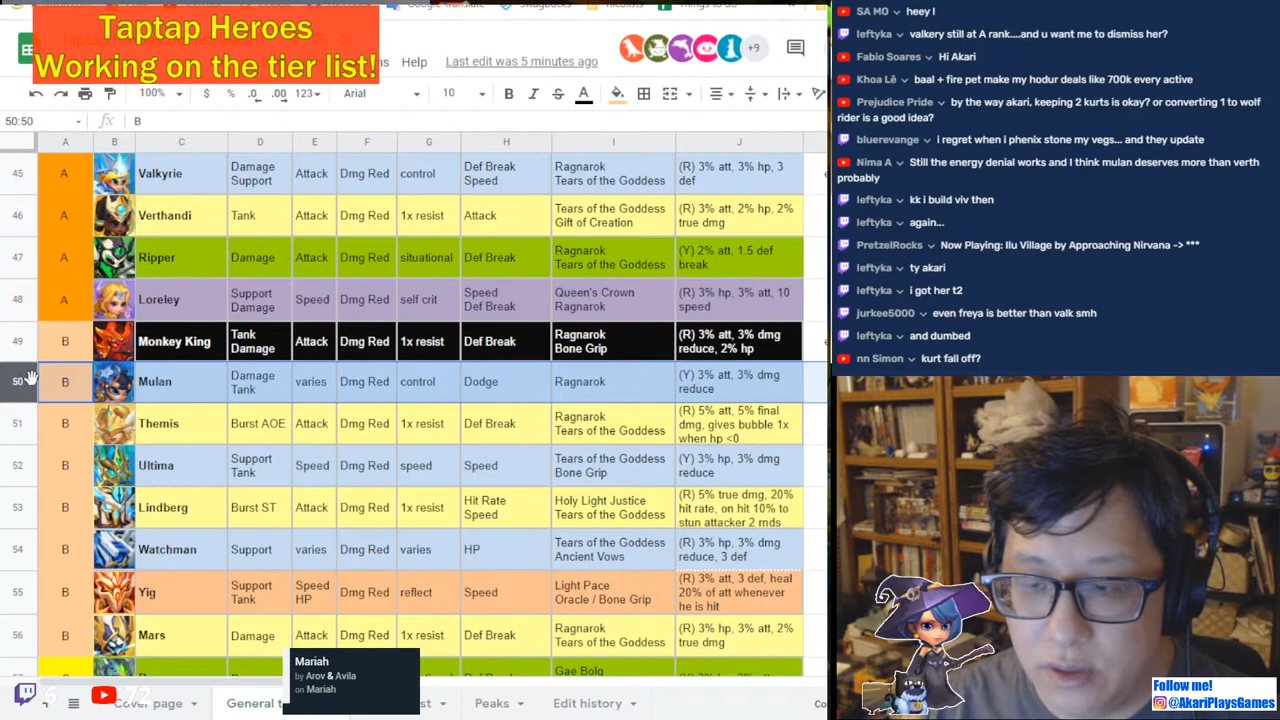 Taptap Heroes
Working on the tier list!
Help
Last edit was 5 minutes ago
+9
100%
$
%
.0
.00
123
Arial
10
B
I
S
A
50:50
fx
B
A B C D E F G H I J
45 A Valkyrie Damage Support Attack Dmg Red control Def Break Speed Ragnarok Tears of the Goddess (R) 3% att, 3% hp, 3 def
46 A Verthandi Tank Attack Dmg Red 1x resist Attack Tears of the Goddess Gift of Creation (R) 3% att, 2% hp, 2% true dmg
47 A Ripper Damage Attack Dmg Red situational Def Break Ragnarok Tears of the Goddess (Y) 2% att, 1.5 def break
48 A Loreley Support Damage Speed Dmg Red self crit Speed Def Break Queen's Crown Ragnarok (R) 3% hp, 3% att, 10 speed
49 B Monkey King Tank Damage Attack Dmg Red 1x resist Def Break Ragnarok Bone Grip (R) 3% att, 3% dmg reduce, 2% hp
50 B Mulan Damage Tank varies Dmg Red control Dodge Ragnarok (Y) 3% att, 3% dmg reduce
51 B Themis Burst AOE Attack Dmg Red 1x resist Def Break Ragnarok Tears of the Goddess (R) 5% att, 5% final dmg, gives bubble 1x when hp <0
52 B Ultima Support Tank Speed Dmg Red speed Speed Tears of the Goddess Bone Grip (Y) 3% hp, 3% dmg reduce
53 B Lindberg Burst ST Attack Dmg Red 1x resist Hit Rate Speed Holy Light Justice Tears of the Goddess (R) 5% true dmg, 20% hit rate, on hit 10% to stun attacker 2 rnds
54 B Watchman Support varies Dmg Red varies HP Tears of the Goddess Ancient Vows (R) 3% hp, 3% dmg reduce, 3 def
55 B Yig Support Tank Speed HP Dmg Red reflect Speed Light Pace Oracle / Bone Grip (R) 3% att, 3 def, heal 20% of att whenever he is hit
56 B Mars Damage Attack Dmg Red 1x resist Def Break Ragnarok Tears of the Goddess (R) 3% hp, 3% att, 2% true dmg
Gae Bolg
Mariah
by Arov & Avila
on Mariah
6
72
Cover page
General t
Peaks
Edit history
SA MO heey !
leftyka valkery still at A rank....and u want me to dismiss her?
Fabio Soares Hi Akari
Khoa Lê baal + fire pet make my hodur deals like 700k every active
Prejudice Pride by the way akari, keeping 2 kurts is okay? or converting 1 to wolf
rider is a good idea?
bluerevange i regret when i phenix stone my vegs... and they update
Nima A Still the energy denial works and I think mulan deserves more than verth
probably
leftyka kk i build viv then
leftyka again...
PretzelRocks Now Playing: Ilu Village by Approaching Nirvana -> ***
leftyka ty akari
leftyka i got her t2
jurkee5000 even freya is better than valk smh
leftyka and dumbed
nn Simon kurt fall off?
Follow me!
@AkariPlaysGames